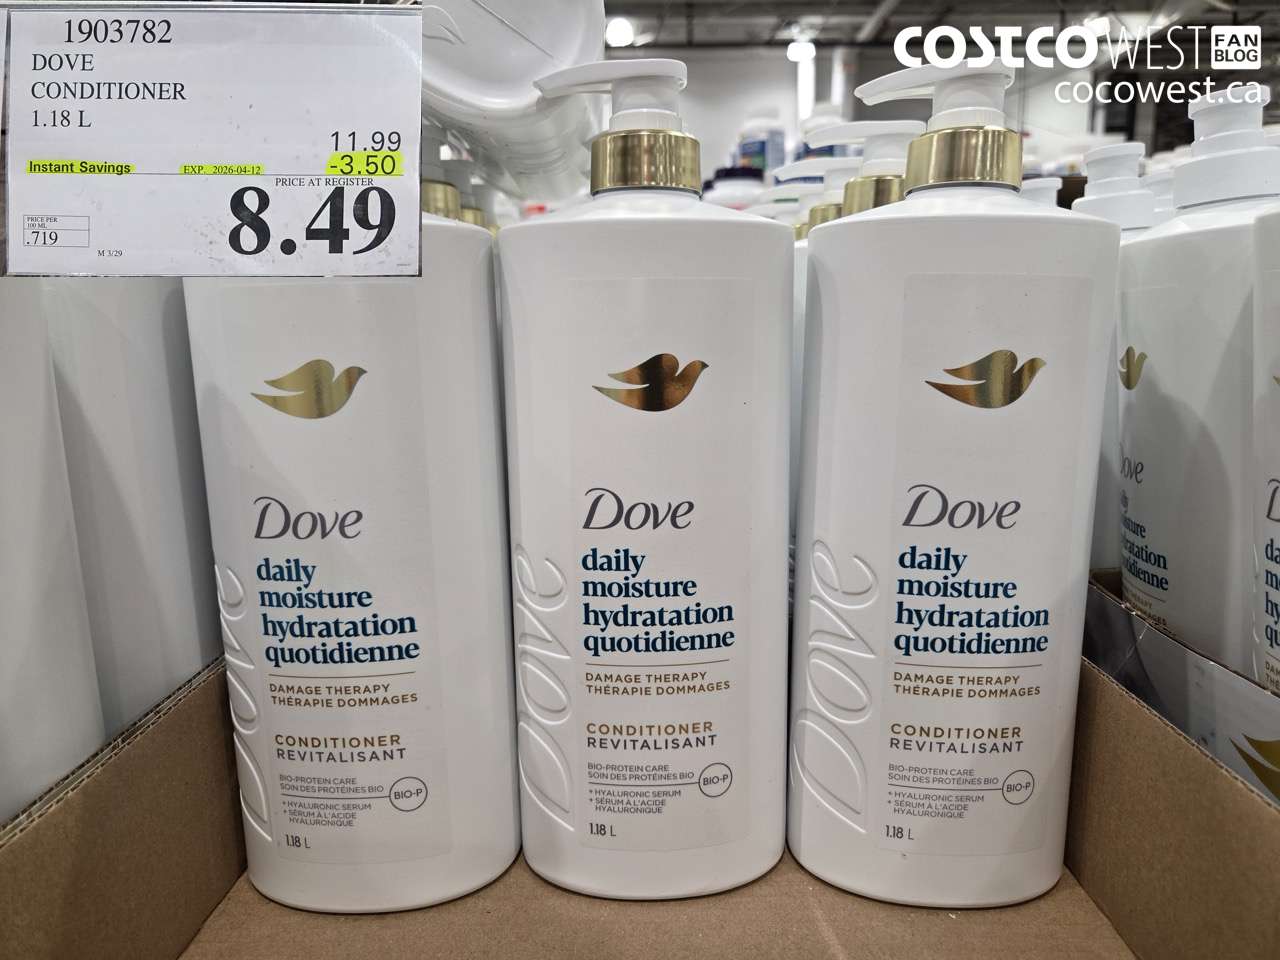 1903782
DOVE
CONDITIONER
1.18 L
11.99
Instant Savings EXP. 2026-04-12 -3.50
PRICE AT REGISTER
8.49
PRICE PER
100 ML
.719
M 3/29
COSTCO WEST FAN BLOG
cocowest.ca
Dove
daily
moisture
hydratation
quotidienne
DAMAGE THERAPY
THÉRAPIE DOMMAGES
CONDITIONER
REVITALISANT
BIO-PROTEIN CARE
SOIN DES PROTÉINES BIO
BIO-P
+ HYALURONIC SERUM
+ SÉRUM À L'ACIDE
HYALURONIQUE
1.18 L
Dove
Dove
daily
moisture
hydratation
quotidienne
DAMAGE THERAPY
THÉRAPIE DOMMAGES
CONDITIONER
REVITALISANT
BIO-PROTEIN CARE
SOIN DES PROTÉINES BIO
BIO-P
+ HYALURONIC SERUM
+ SÉRUM À L'ACIDE
HYALURONIQUE
1.18 L
Dove
Dove
daily
moisture
hydratation
quotidienne
DAMAGE THERAPY
THÉRAPIE DOMMAGES
CONDITIONER
REVITALISANT
BIO-PROTEIN CARE
SOIN DES PROTÉINES BIO
BIO-P
+ HYALURONIC SERUM
+ SÉRUM À L'ACIDE
HYALURONIQUE
1.18 L
Dove